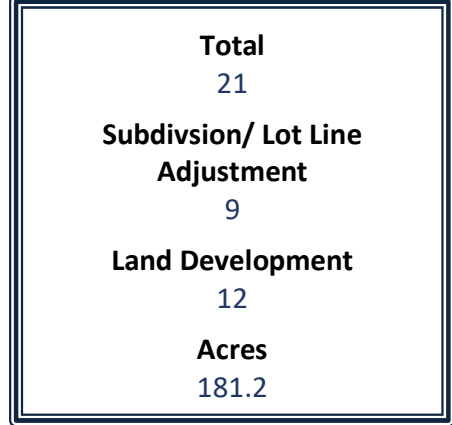 Total
21
Subdivsion/ Lot Line
Adjustment
9
Land Development
12
Acres
181.2